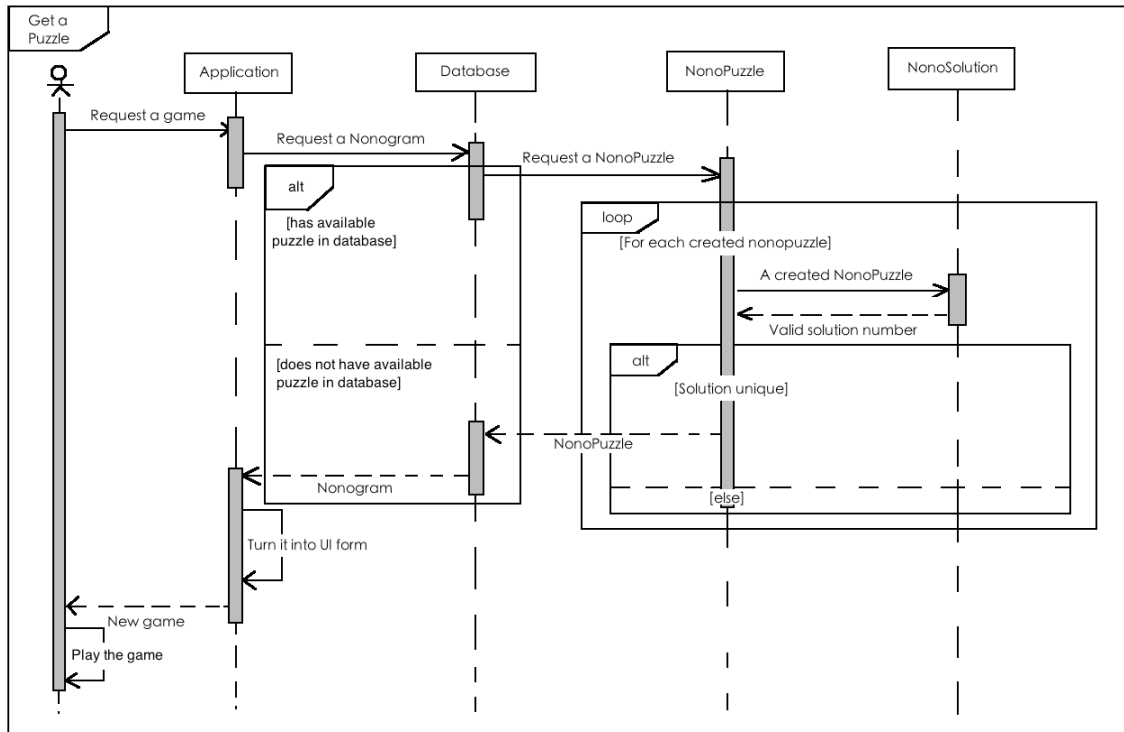 Get a
Puzzle
Application
Database
NonoPuzzle
NonoSolution
Request a game
Request a Nonogram
Request a NonoPuzzle
alt
[has available
puzzle in database]
loop
[For each created nonopuzzle]
A created NonoPuzzle
Valid solution number
[does not have available
puzzle in database]
alt
[Solution unique]
NonoPuzzle
Nonogram
[else]
Turn it into UI form
New game
Play the game